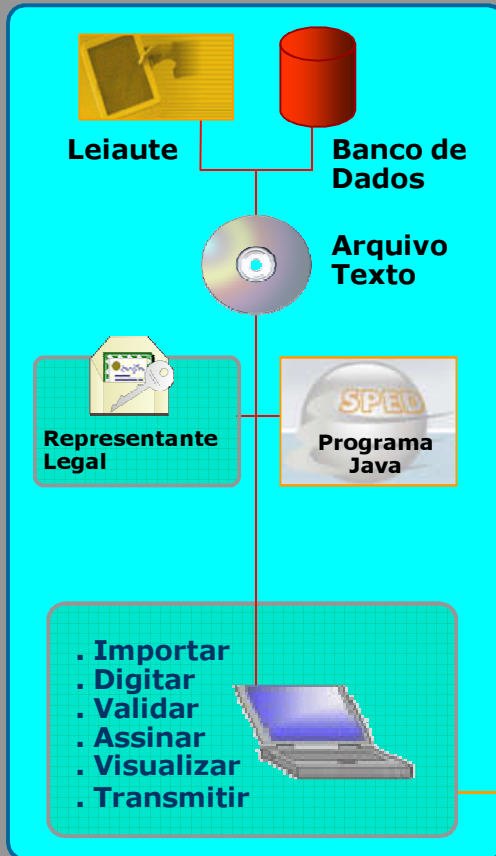 Leiaute
Banco de
Dados
Arquivo
Texto
Representante
Legal
SPED
Programa
Java
. Importar
. Digitar
. Validar
. Assinar
. Visualizar
. Transmitir